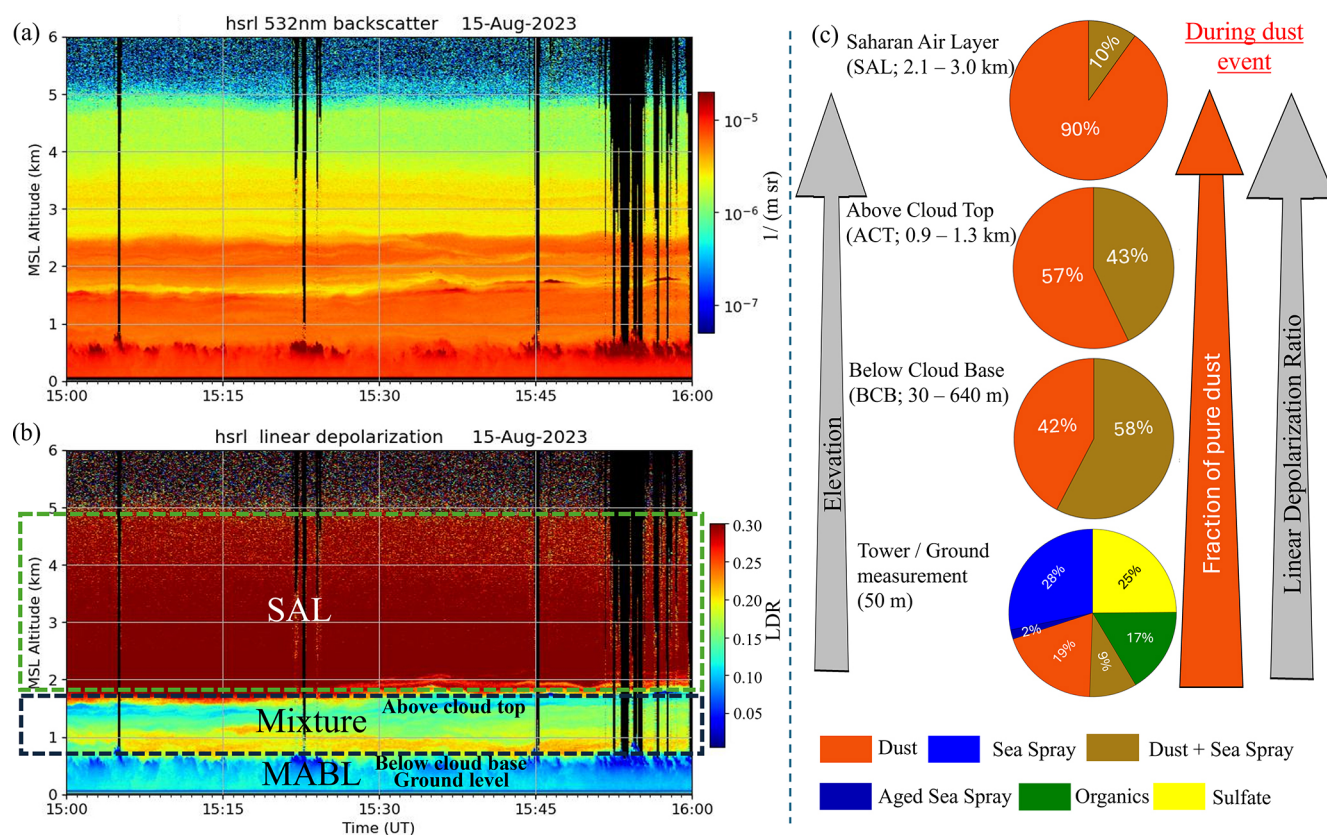 (a)
hsrl 532nm backscatter 15-Aug-2023
6
5
4
3
2
1
0
MSL Altitude (km)
15:00
15:15
15:30
15:45
16:00
10⁻⁵
10⁻⁶
10⁻⁷
1/ (m sr)
(b)
hsrl linear depolarization 15-Aug-2023
6
5
4
3
2
1
0
MSL Altitude (km)
SAL
Above cloud top
Mixture
Below cloud base
MABL
Ground level
15:00
15:15
15:30
15:45
16:00
Time (UT)
0.30
0.25
0.20
0.15
0.10
0.05
LDR
(c)
Saharan Air Layer
(SAL; 2.1 – 3.0 km)
10%
90%
During dust
event
Above Cloud Top
(ACT; 0.9 – 1.3 km)
57%
43%
Below Cloud Base
(BCB; 30 – 640 m)
42%
58%
Tower / Ground
measurement
(50 m)
28%
25%
2%
17%
19%
9%
Elevation
Fraction of pure dust
Linear Depolarization Ratio
Dust
Sea Spray
Dust + Sea Spray
Aged Sea Spray
Organics
Sulfate